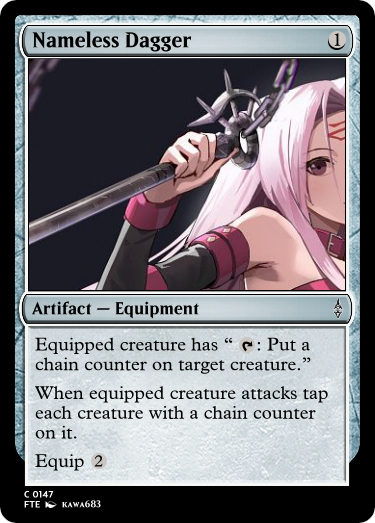 Nameless Dagger 1
Artifact — Equipment
Equipped creature has “ : Put a
chain counter on target creature.”
When equipped creature attacks tap
each creature with a chain counter
on it.
Equip 2
C 0147
FTE KAWA683